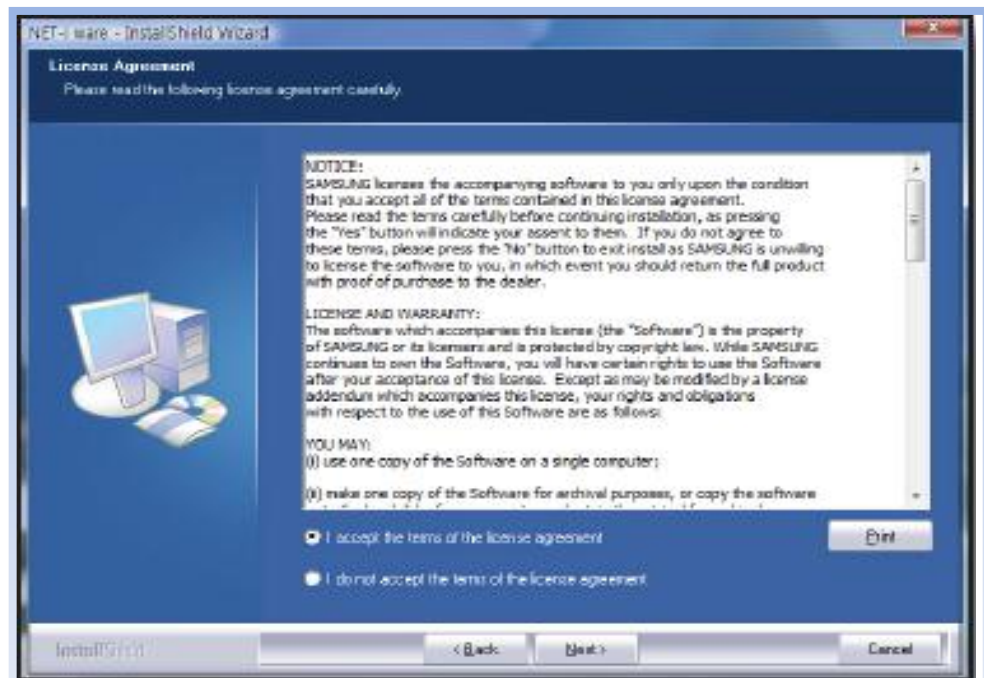 NET-i ware - InstallShield Wizard
License Agreement
Please read the following license agreement carefully.
NOTICE:
SAMSUNG licenses the accompanying software to you only upon the condition
that you accept all of the terms contained in this license agreement.
Please read the terms carefully before continuing installation, as pressing
the "Yes" button will indicate your assent to them.  If you do not agree to
these terms, please press the "No" button to exit install as SAMSUNG is unwilling
to license the software to you, in which event you should return the full product
with proof of purchase to the dealer.
LICENSE AND WARRANTY:
The software which accompanies this license (the "Software") is the property
of SAMSUNG or its licensers and is protected by copyright law. While SAMSUNG
continues to own the Software, you will have certain rights to use the Software
after your acceptance of this license.  Except as may be modified by a license
addendum which accompanies this license, your rights and obligations
with respect to the use of this Software are as follows:
YOU MAY:
(i) use one copy of the Software on a single computer;
(ii) make one copy of the Software for archival purposes, or copy the software
I accept the terms of the license agreement
Print
I do not accept the terms of the license agreement
InstallShield
< Back
Next >
Cancel